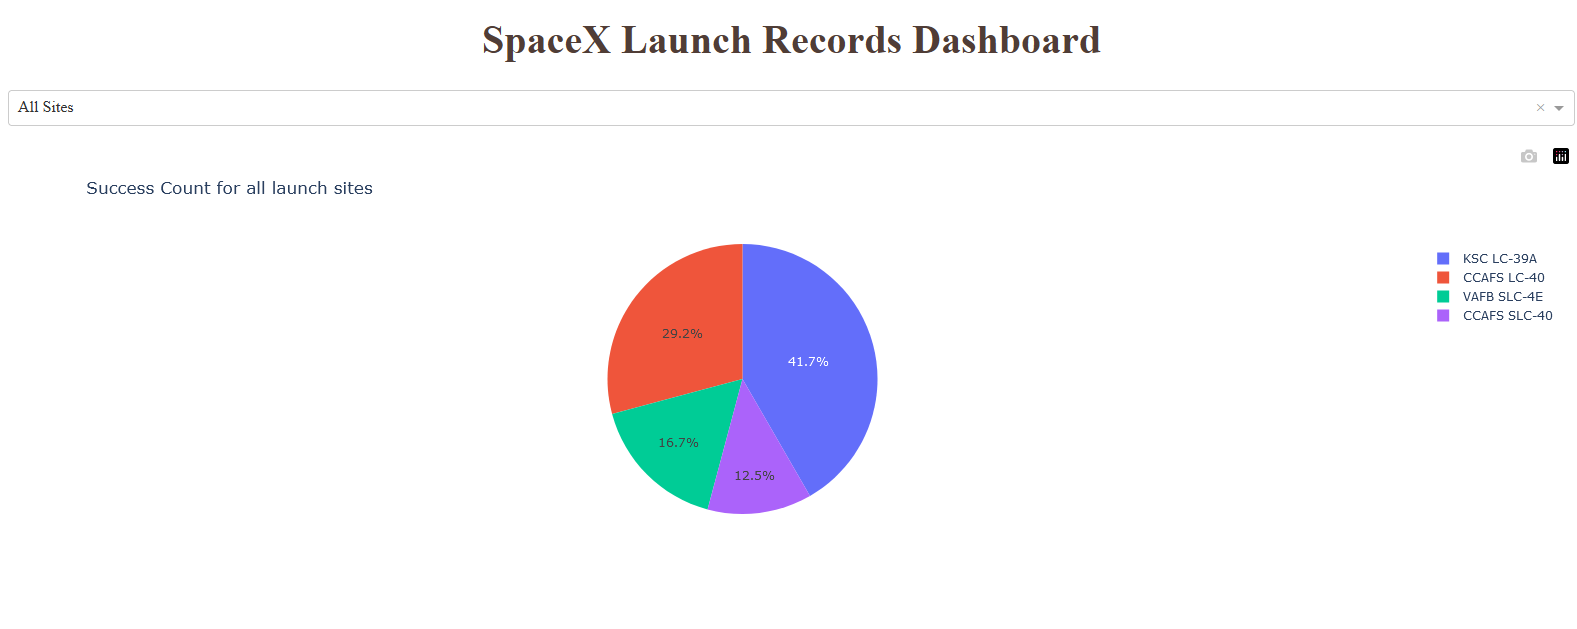 SpaceX Launch Records Dashboard
All Sites
×
Success Count for all launch sites
KSC LC-39A
CCAFS LC-40
VAFB SLC-4E
CCAFS SLC-40
29.2%
41.7%
16.7%
12.5%